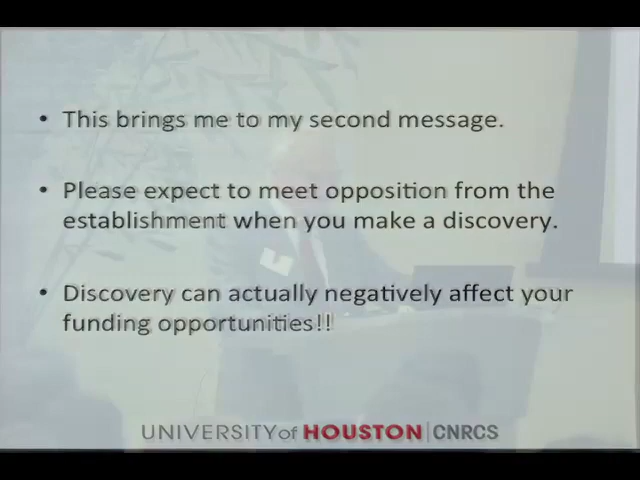 • This brings me to my second message.
• Please expect to meet opposition from the
establishment when you make a discovery.
• Discovery can actually negatively affect your
funding opportunities!!
UNIVERSITY of HOUSTON | CNRCS